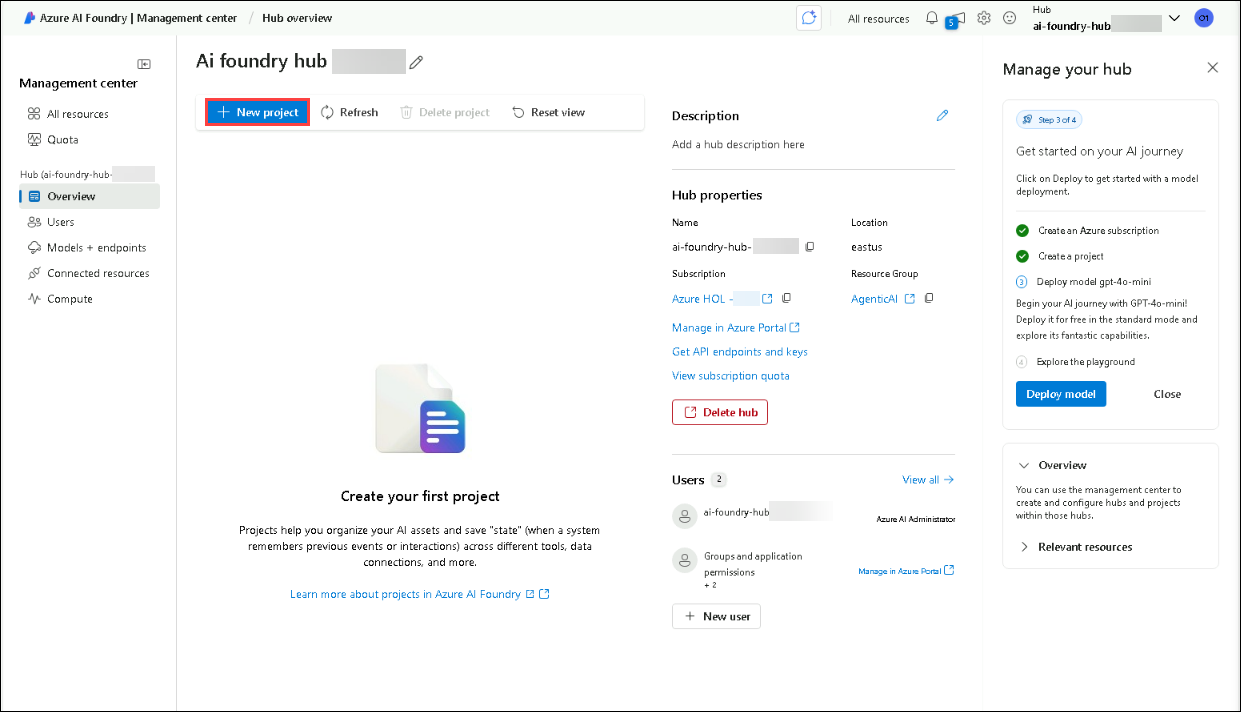 Azure AI Foundry | Management center / Hub overview
All resources
5
Hub
ai-foundry-hub
01
Management center
All resources
Quota
Hub (ai-foundry-hub-
Overview
Users
Models + endpoints
Connected resources
Compute
Ai foundry hub
New project
Refresh
Delete project
Reset view
Create your first project
Projects help you organize your AI assets and save "state" (when a system
remembers previous events or interactions) across different tools, data
connections, and more.
Learn more about projects in Azure AI Foundry
Description
Add a hub description here
Hub properties
Name
Location
ai-foundry-hub-
eastus
Subscription
Resource Group
Azure HOL -
AgenticAI
Manage in Azure Portal
Get API endpoints and keys
View subscription quota
Delete hub
Users 2
View all
ai-foundry-hub
Azure AI Administrator
Groups and application
permissions
+ 2
Manage in Azure Portal
New user
Manage your hub
Step 3 of 4
Get started on your AI journey
Click on Deploy to get started with a model
deployment.
Create an Azure subscription
Create a project
3 Deploy model gpt-4o-mini
Begin your AI journey with GPT-4o-mini!
Deploy it for free in the standard mode and
explore its fantastic capabilities.
4 Explore the playground
Deploy model
Close
Overview
You can use the management center to
create and configure hubs and projects
within those hubs.
Relevant resources